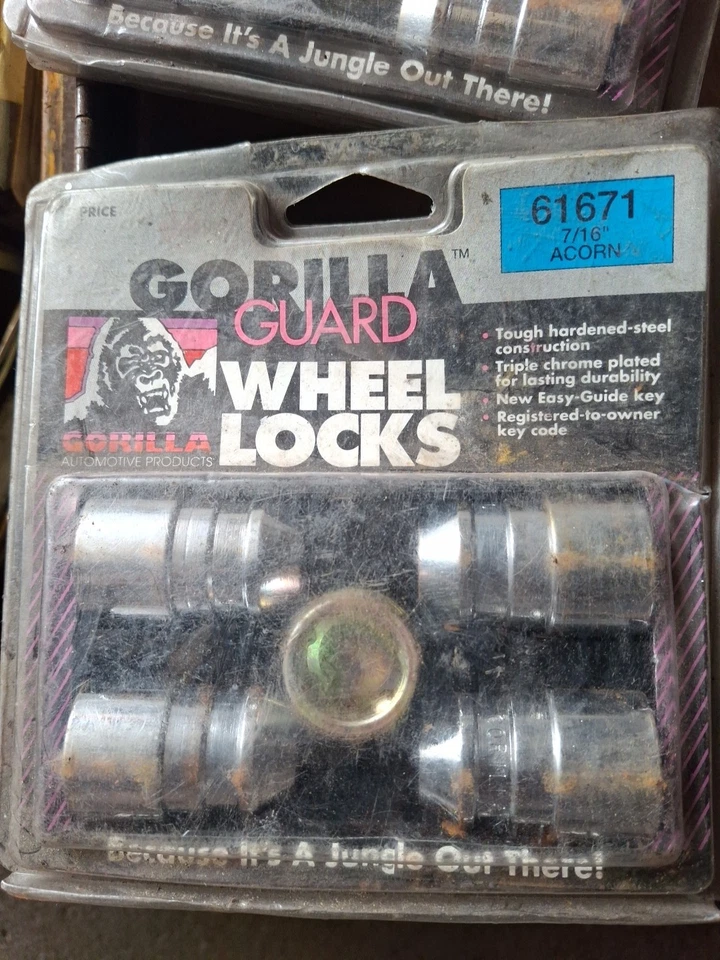 Because It's A Jungle Out There!
PRICE
61671
7/16"
ACORN
GORILLA™
GUARD
WHEEL
LOCKS
GORILLA
AUTOMOTIVE PRODUCTS
• Tough hardened-steel
construction
• Triple chrome plated
for lasting durability
• New Easy-Guide key
• Registered-to-owner
key code
Because It's A Jungle Out There!